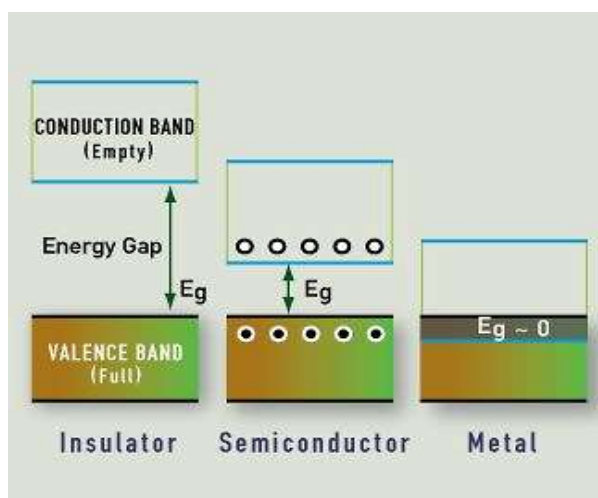 CONDUCTION BAND
(Empty)
Energy Gap
Eg
Eg
Eg ~ 0
VALENCE BAND
(Full)
Insulator
Semiconductor
Metal